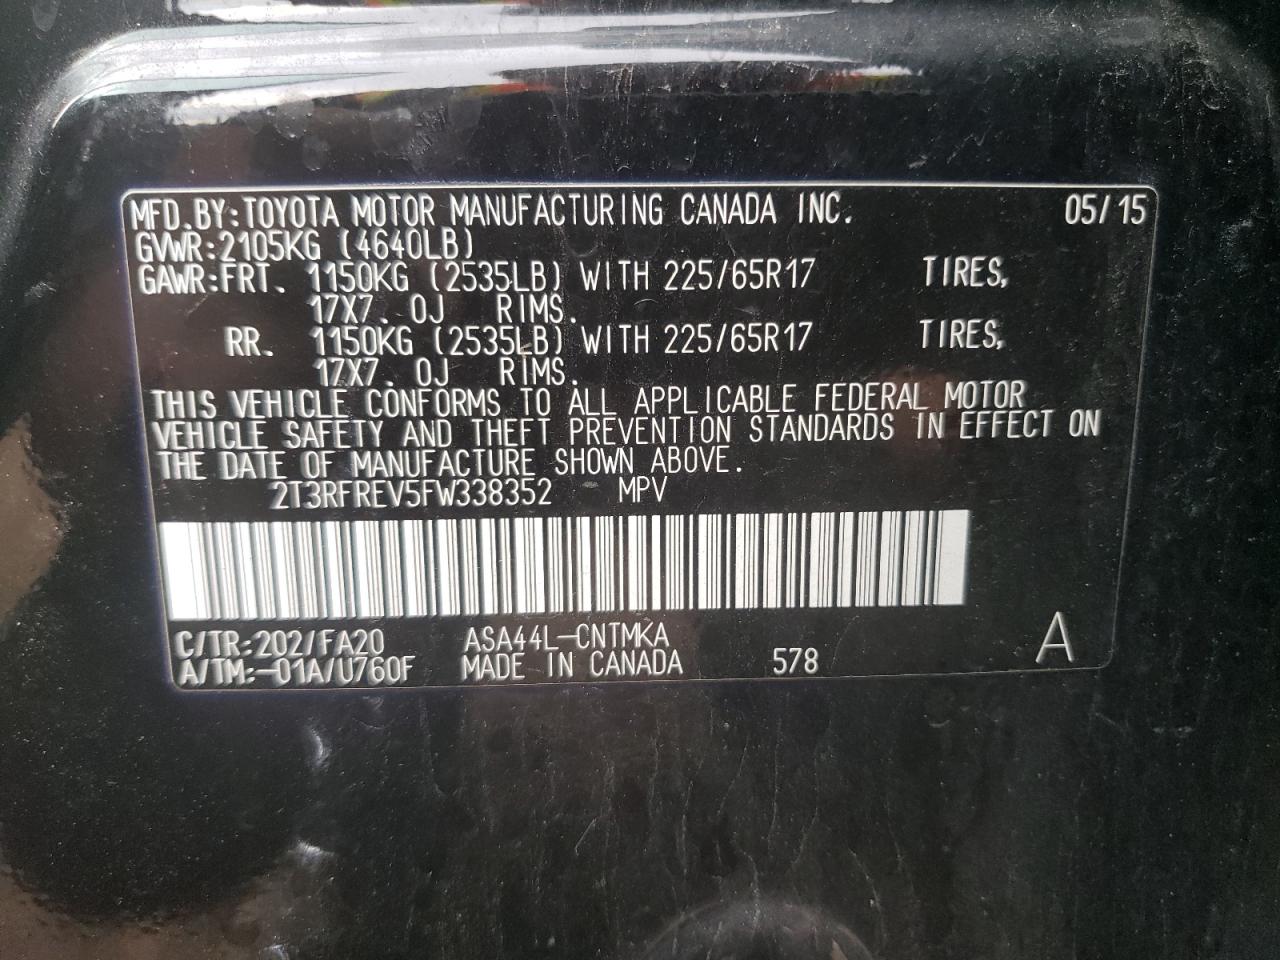 MFD.BY:TOYOTA MOTOR MANUFACTURING CANADA INC. 05/15
GVWR:2105KG (4640LB)
GAWR:FRT. 1150KG (2535LB) WITH 225/65R17 TIRES,
17X7.0J RIMS.
RR. 1150KG (2535LB) WITH 225/65R17 TIRES,
17X7.0J RIMS.
THIS VEHICLE CONFORMS TO ALL APPLICABLE FEDERAL MOTOR
VEHICLE SAFETY AND THEFT PREVENTION STANDARDS IN EFFECT ON
THE DATE OF MANUFACTURE SHOWN ABOVE.
2T3RFREV5FW338352 MPV
C/TR:202/FA20 ASA44L-CNTMKA
A/TM:-01A/U760F MADE IN CANADA 578 A